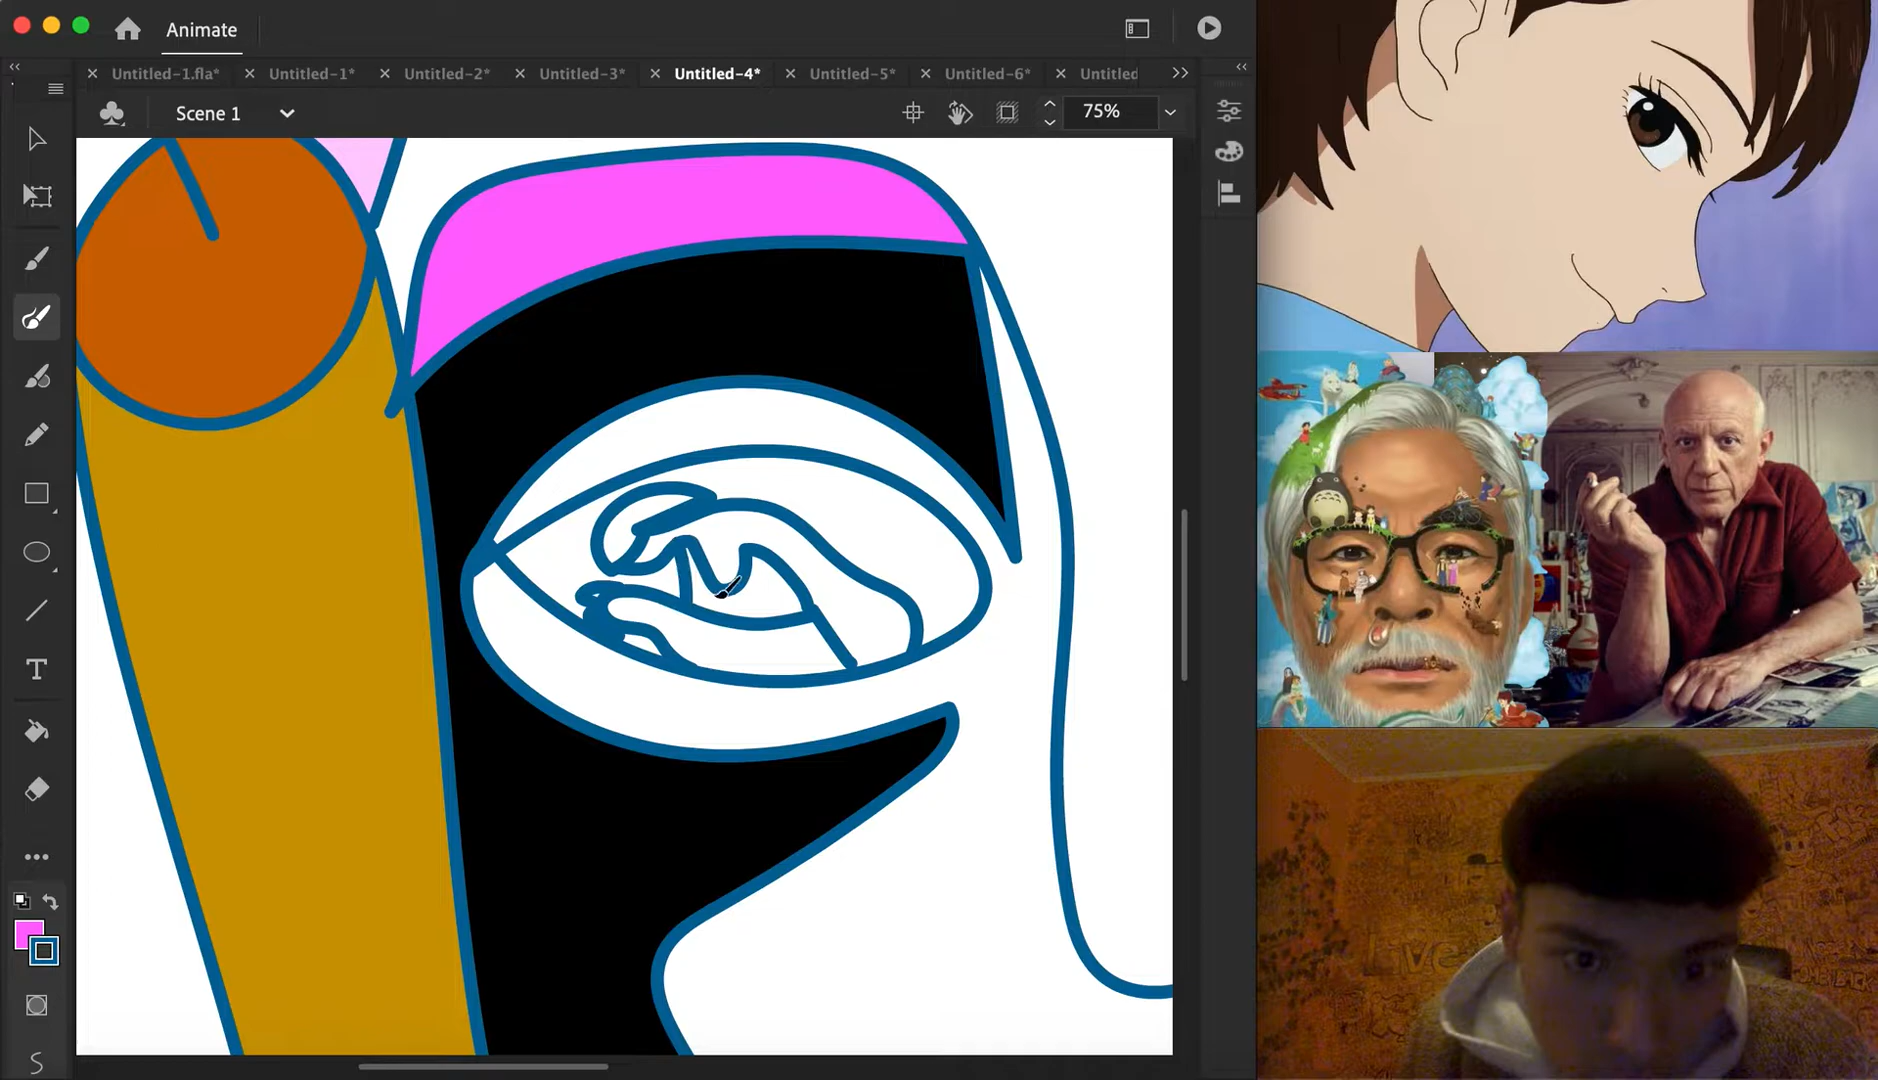 Animate
Untitled-1.fla*
Untitled-1*
Untitled-2*
Untitled-3*
Untitled-4*
Untitled-5*
Untitled-6*
Untitled
Scene 1
75%
Live